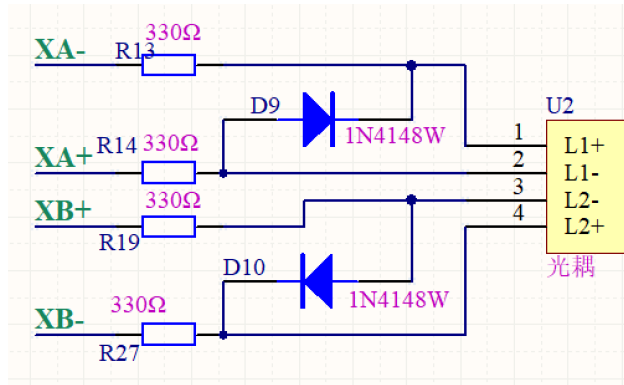 330Ω
XA-
R13
D9
1N4148W
U2
R14
330Ω
XA+
1
L1+
2
L1-
3
L2-
4
L2+
光耦
330Ω
XB+
R19
D10
1N4148W
330Ω
XB-
R27